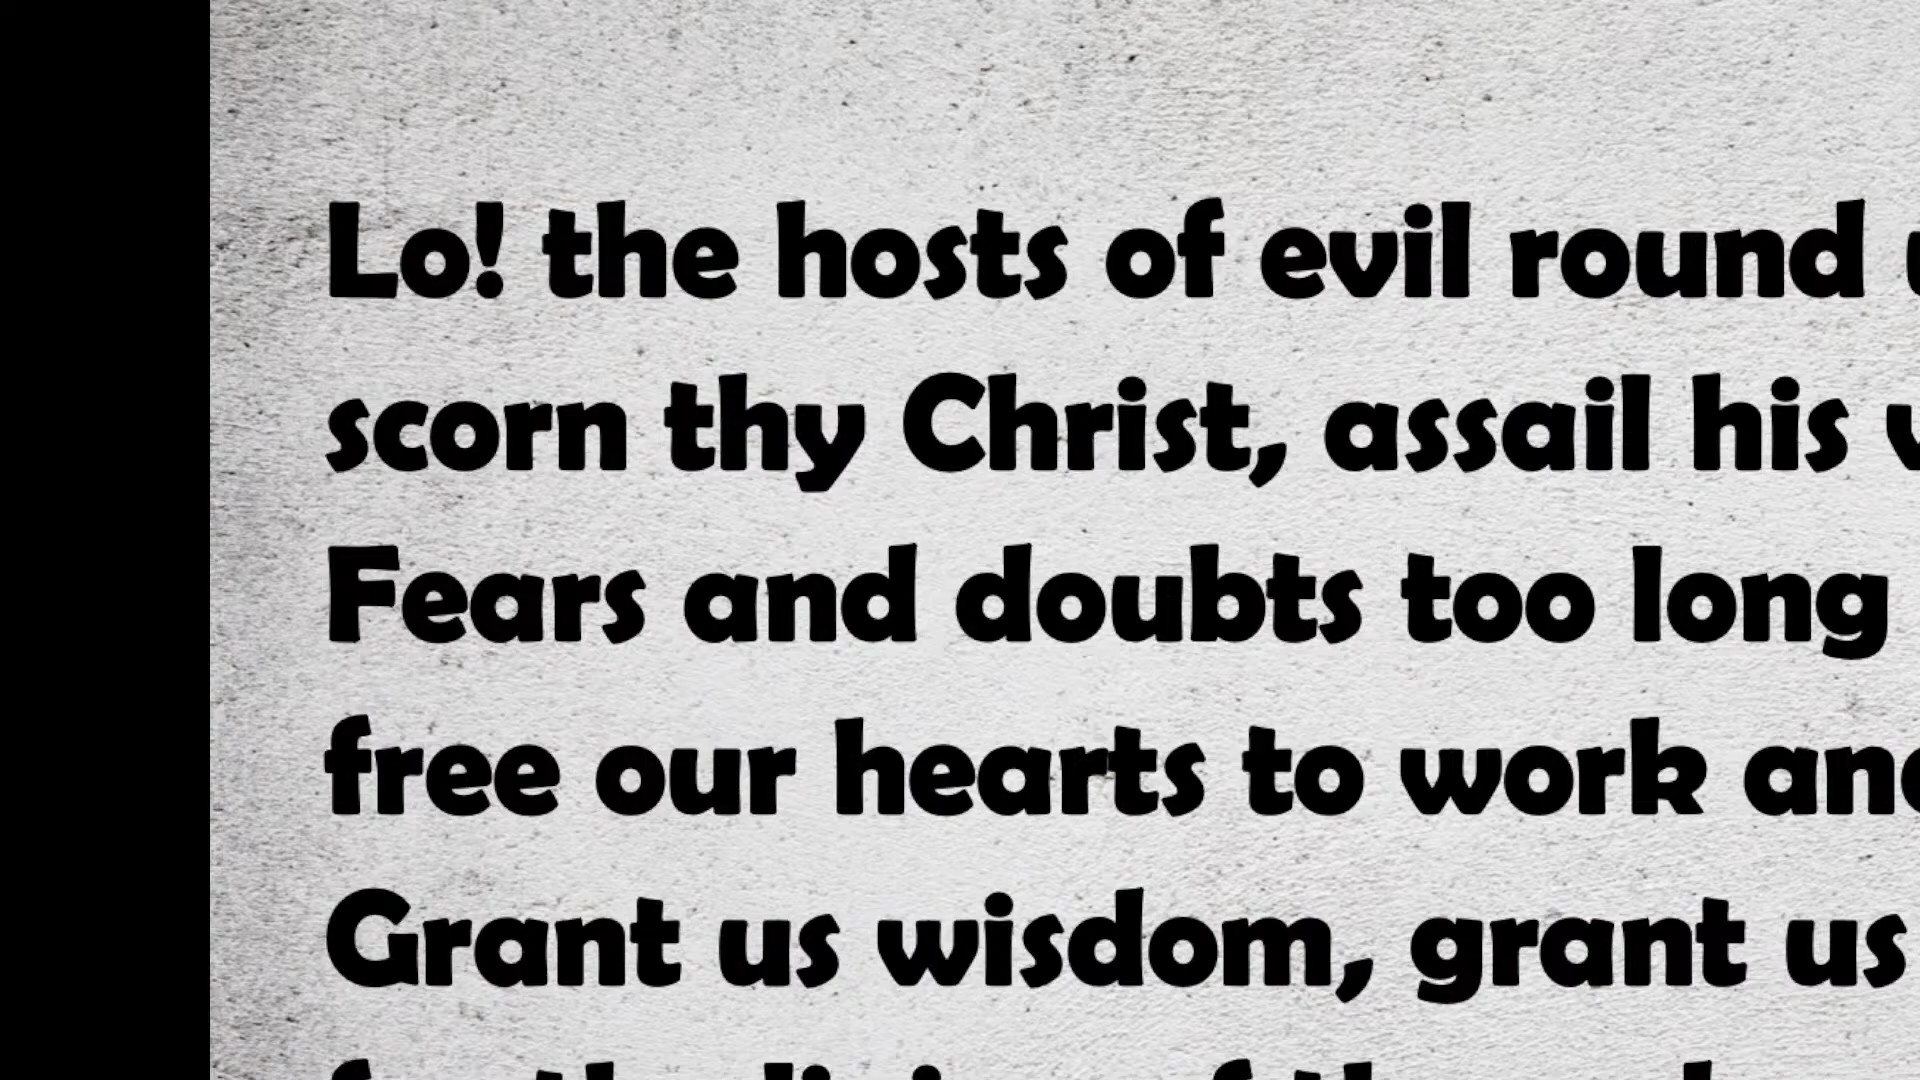 Lo! the hosts of evil round
scorn thy Christ, assail his
Fears and doubts too long
free our hearts to work
Grant us wisdom, grant us